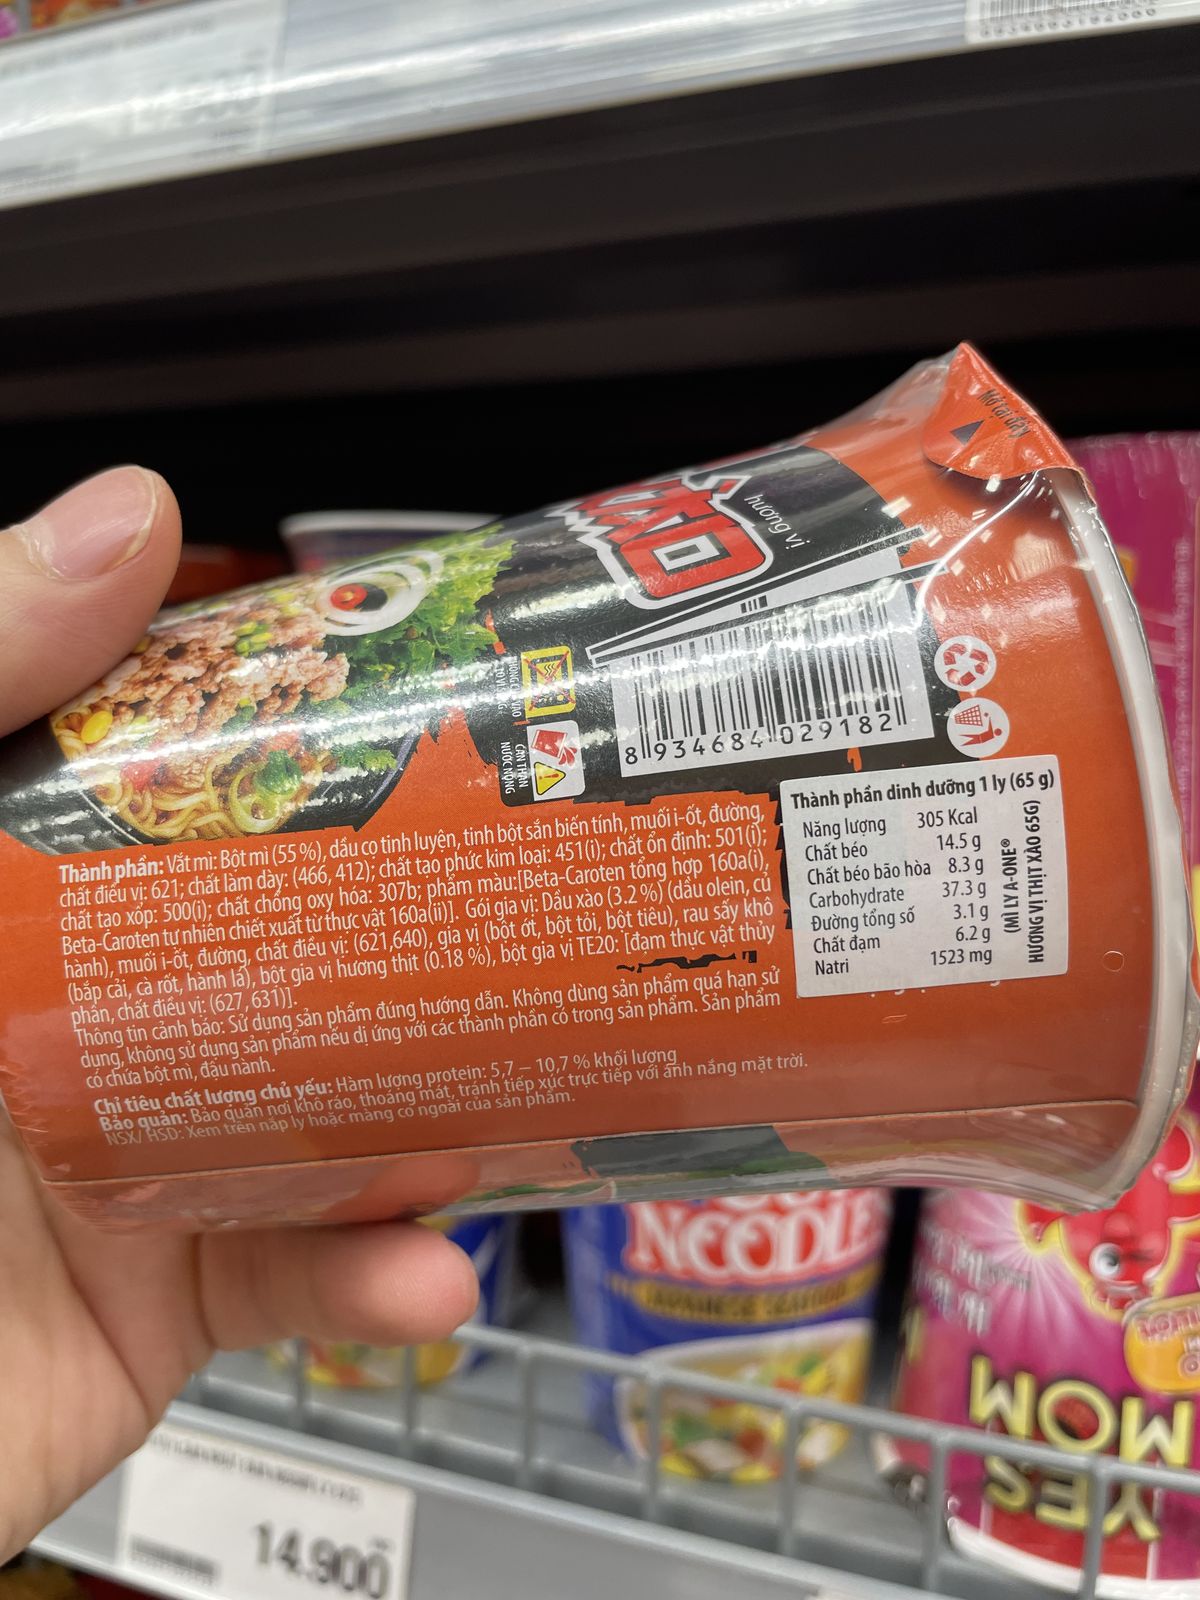 Mở tại đây
hương vị
XÀO
CẨN THẬN
NƯỚC NÓNG
8 934684 029182
Thành phần dinh dưỡng 1 ly (65 g)
Năng lượng 305 Kcal
Chất béo 14.5 g
Chất béo bão hòa 8.3 g
Carbohydrate 37.3 g
Đường tổng số 3.1 g
Chất đạm 6.2 g
Natri 1523 mg
(MÌ LY A-ONE®
HƯƠNG VỊ THỊT XÀO 65G)
Thành phần: Vắt mì: Bột mì (55 %), dầu cọ tinh luyện, tinh bột sắn biến tính, muối i-ốt, đường,
chất điều vị: 621; chất làm dày: (466, 412); chất tạo phức kim loại: 451(i); chất ổn định: 501(i);
chất tạo xốp: 500(i); chất chống oxy hóa: 307b; phẩm màu:[Beta-Caroten tổng hợp 160a(i),
Beta-Caroten tự nhiên chiết xuất từ thực vật 160a(ii)]. Gói gia vị: Dầu xào (3.2 %) (dầu olein, củ
hành), muối i-ốt, đường, chất điều vị: (621,640), gia vị (bột ớt, bột tỏi, bột tiêu), rau sấy khô
(bắp cải, cà rốt, hành lá), bột gia vị hương thịt (0.18 %), bột gia vị TE20: [đạm thực vật thủy
phân, chất điều vị: (627, 631)].
Thông tin cảnh báo: Sử dụng sản phẩm đúng hướng dẫn. Không dùng sản phẩm quá hạn sử
dụng, không sử dụng sản phẩm nếu dị ứng với các thành phần có trong sản phẩm. Sản phẩm
có chứa bột mì, đậu nành.
Chỉ tiêu chất lượng chủ yếu: Hàm lượng protein: 5,7 – 10,7 % khối lượng
Bảo quản: Bảo quản nơi khô ráo, thoáng mát, tránh tiếp xúc trực tiếp với ánh nắng mặt trời.
NSX/ HSD: Xem trên nắp ly hoặc màng co ngoài của sản phẩm.
NOODLE
YES
MOM
14.900đ